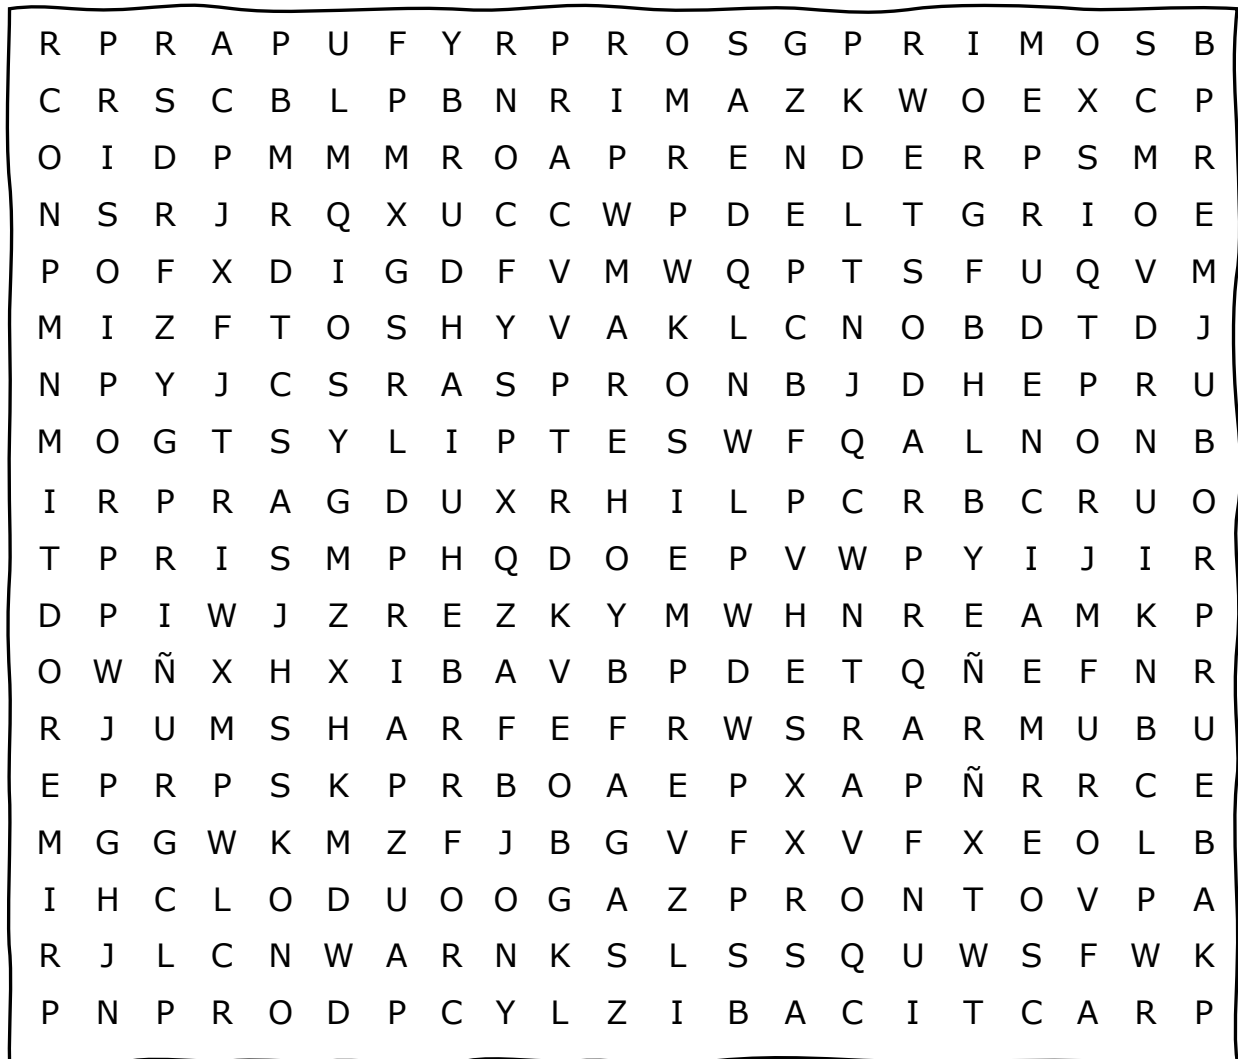 R P R A P U F Y R P R O S G P R I M O S B
C R S C B L P B N R I M A Z K W O E X C P
O I D P M M M R O A P R E N D E R P S M R
N S R J R Q X U C C W P D E L T G R I O E
P O F X D I G D F V M W Q P T S F U Q V M
M I Z F T O S H Y V A K L C N O B D T D J
N P Y J C S R A S P R O N B J D H E P R U
M O G T S Y L I P T E S W F Q A L N O N B
I R P R A G D U X R H I L P C R B C R U O
T P R I S M P H Q D O E P V W P Y I J I R
D P I W J Z R E Z K Y M W H N R E A M K P
O W Ñ X H X I B A V B P D E T Q Ñ E F N R
R J U M S H A R F E F R W S R A R M U B U
E P R P S K P R B O A E P X A P Ñ R R C E
M G G W K M Z F J B G V F X V F X E O L B
I H C L O D U O O G A Z P R O N T O V P A
R J L C N W A R N K S L S S Q U W S F W K
P N P R O D P C Y L Z I B A C I T C A R P